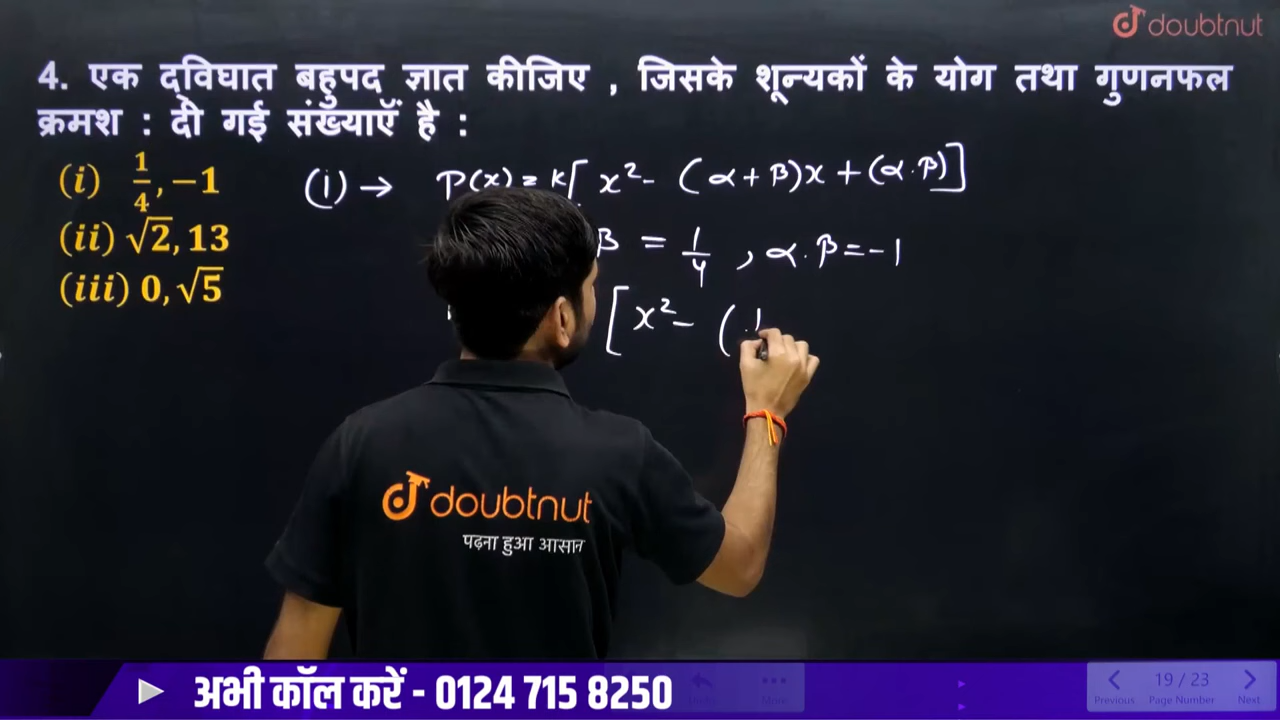 doubtnut
4. एक द्विघात बहुपद ज्ञात कीजिए , जिसके शून्यकों के योग तथा गुणनफल
क्रमश : दी गई संख्याएँ है :
(i) 1/4, −1
(ii) √2, 13
(iii) 0, √5
(1) → P(x) = k[ x² - (α + β)x + (α.β)]
β = 1/4 , α.β = -1
[x² - (1
doubtnut
पढ़ना हुआ आसान
अभी कॉल करें - 0124 715 8250
19 / 23
Previous Page Number Next
More